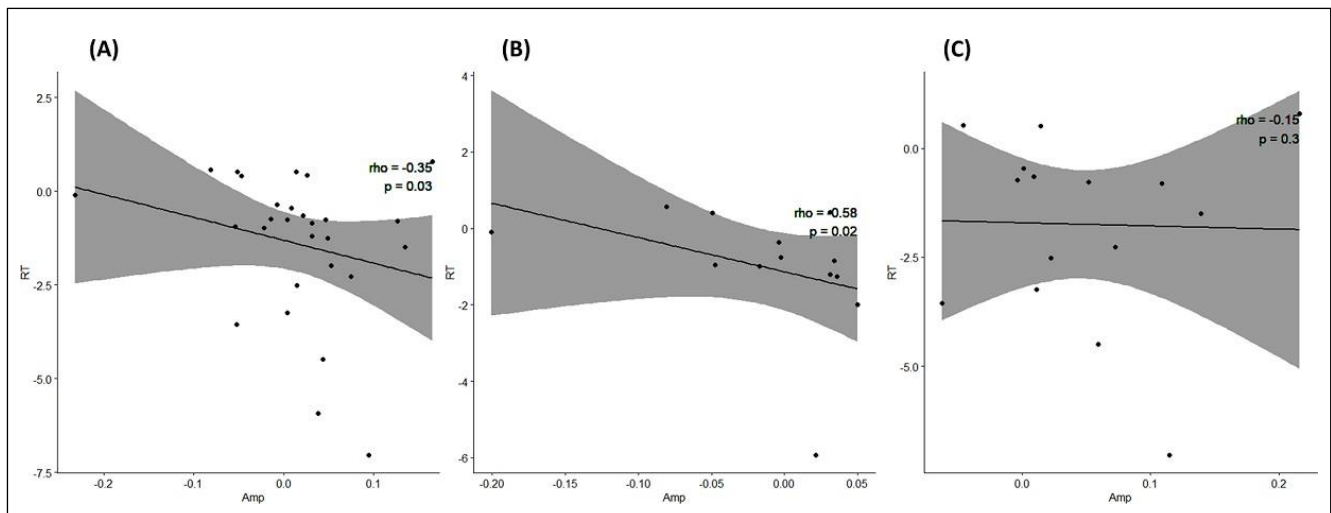 (A)
2.5
0.0
-2.5
-5.0
-7.5
RT
rho = -0.35
p = 0.03
-0.2
-0.1
0.0
0.1
Amp
(B)
4
2
0
-2
-4
-6
RT
rho = -0.58
p = 0.02
-0.20
-0.15
-0.10
-0.05
0.00
0.05
Amp
(C)
0.0
-2.5
-5.0
RT
rho = -0.15
p = 0.3
0.0
0.1
0.2
Amp